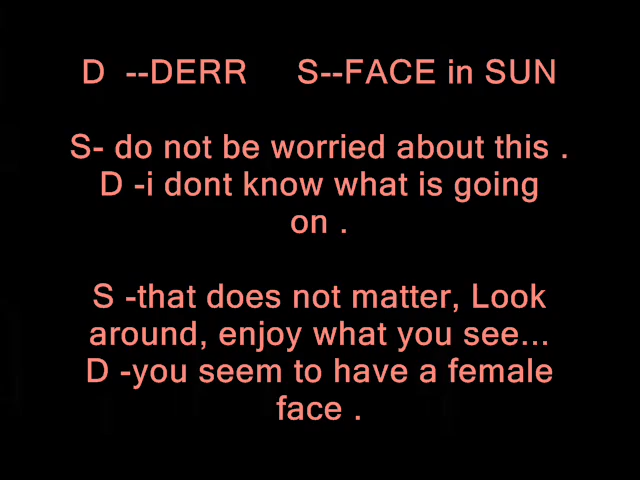 D --DERR S--FACE in SUN
S- do not be worried about this .
D -i dont know what is going
on .
S -that does not matter, Look
around, enjoy what you see...
D -you seem to have a female
face .